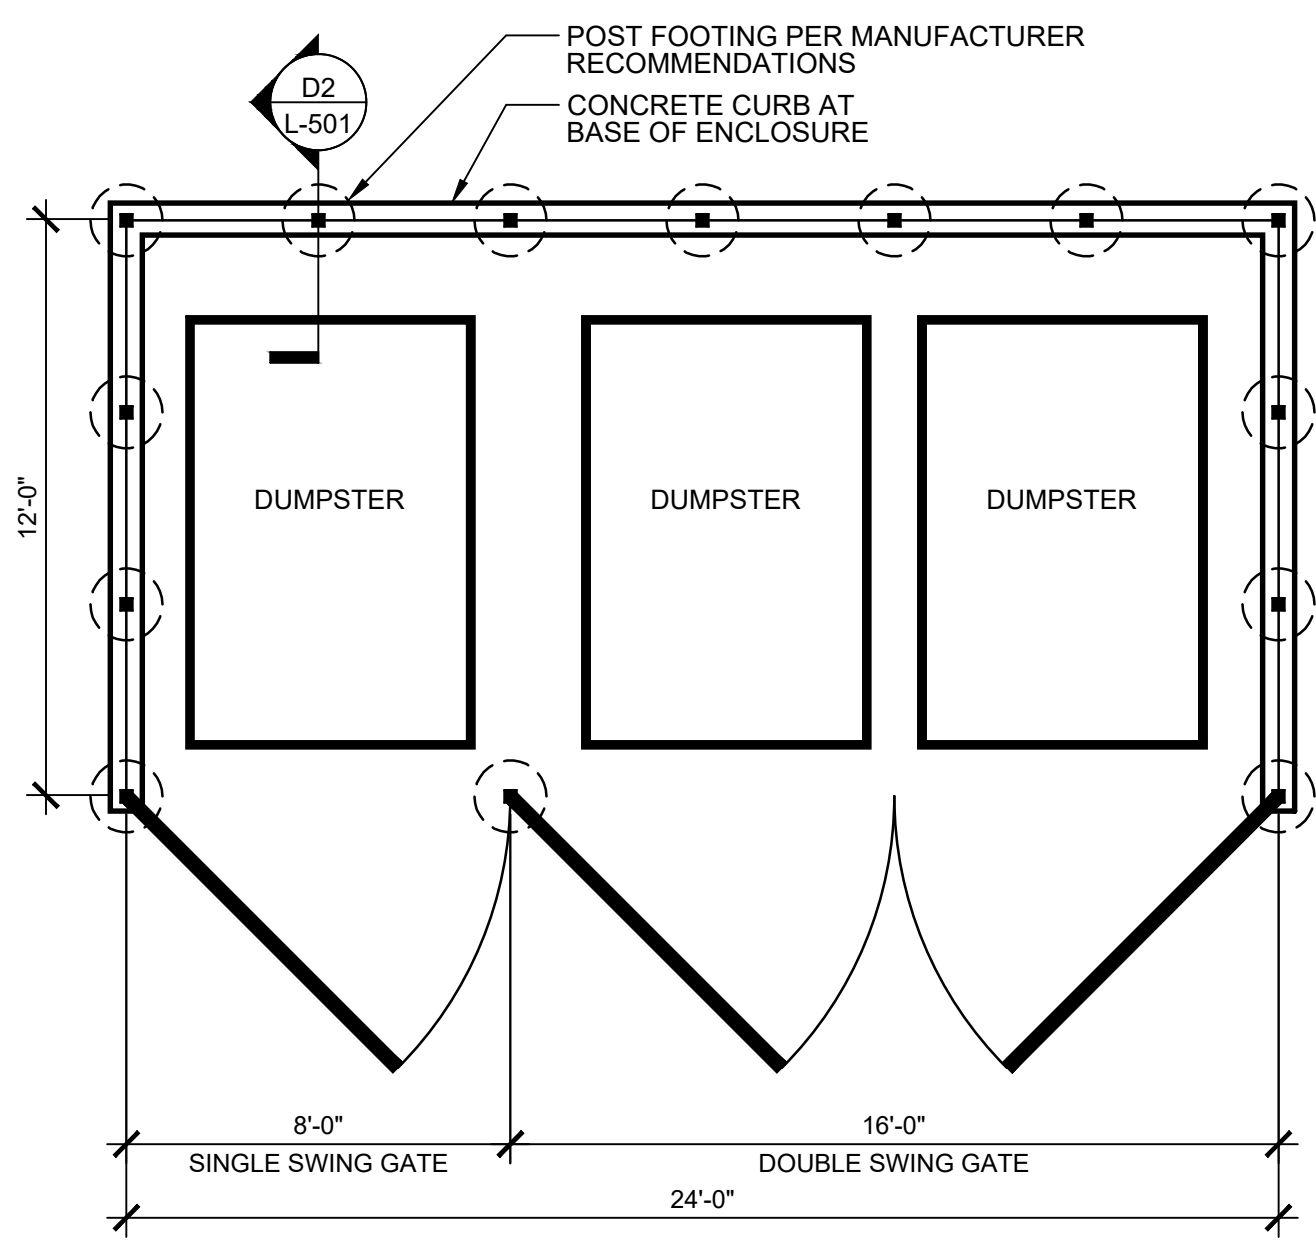 POST FOOTING PER MANUFACTURER
RECOMMENDATIONS
D2
L-501
CONCRETE CURB AT
BASE OF ENCLOSURE
12'-0"
DUMPSTER
DUMPSTER
DUMPSTER
8'-0"
16'-0"
SINGLE SWING GATE
DOUBLE SWING GATE
24'-0"